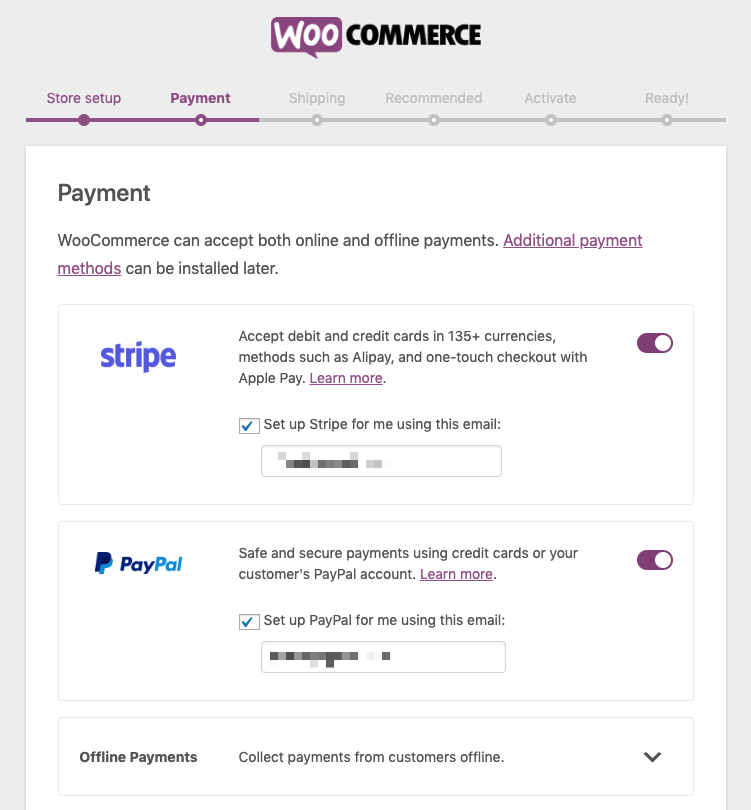 WOO COMMERCE
Store setup Payment Shipping Recommended Activate Ready!
Payment
WooCommerce can accept both online and offline payments. Additional payment
methods can be installed later.
stripe
Accept debit and credit cards in 135+ currencies,
methods such as Alipay, and one-touch checkout with
Apple Pay. Learn more.
Set up Stripe for me using this email:
PayPal
Safe and secure payments using credit cards or your
customer's PayPal account. Learn more.
Set up PayPal for me using this email:
Offline Payments Collect payments from customers offline.